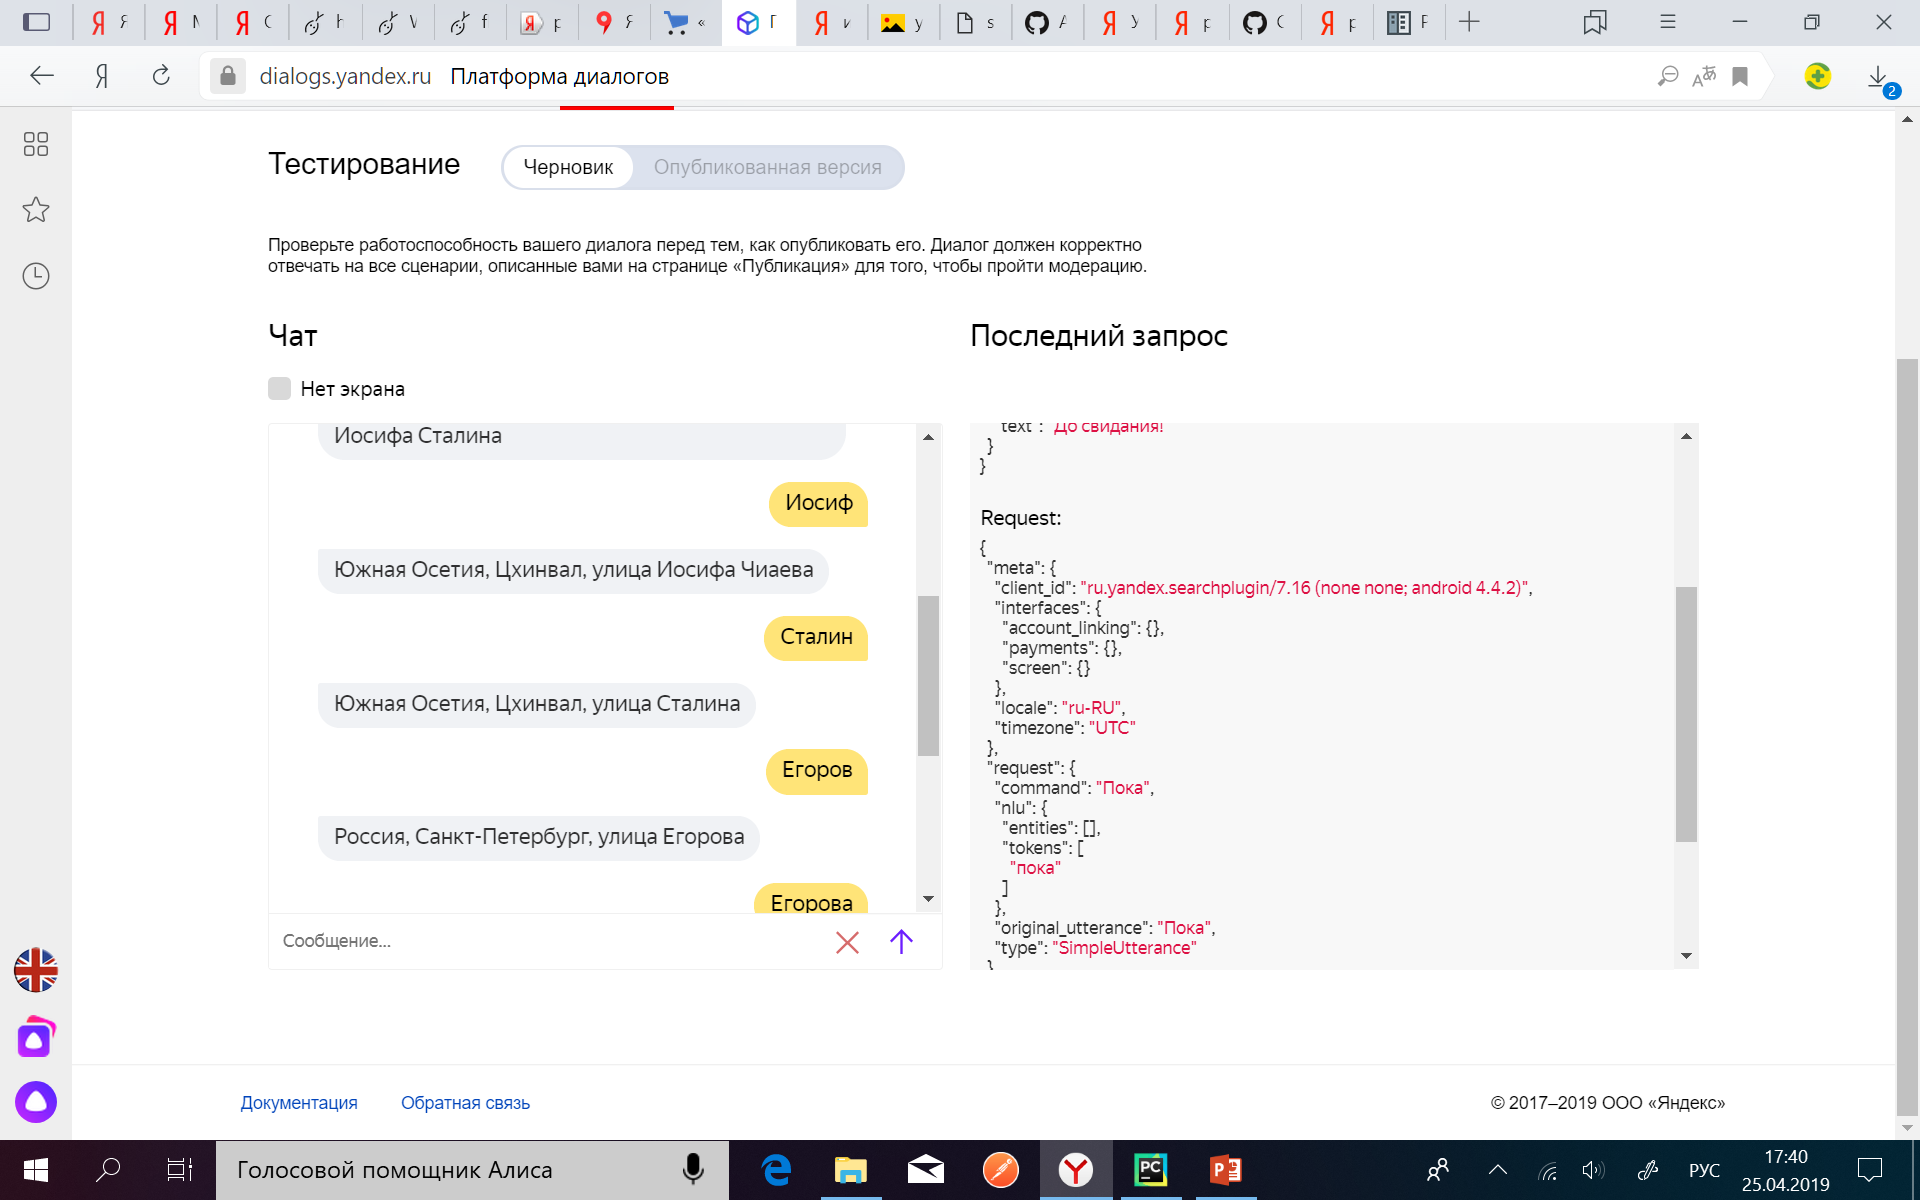 dialogs.yandex.ru Платформа диалогов
2
Тестирование
Черновик
Опубликованная версия
Проверьте работоспособность вашего диалога перед тем, как опубликовать его. Диалог должен корректно
отвечать на все сценарии, описанные вами на странице «Публикация» для того, чтобы пройти модерацию.
Чат
Нет экрана
Иосифа Сталина
Иосиф
Южная Осетия, Цхинвал, улица Иосифа Чиаева
Сталин
Южная Осетия, Цхинвал, улица Сталина
Егоров
Россия, Санкт-Петербург, улица Егорова
Егорова
Сообщение...
Последний запрос
"text": "До свидания!"
}
}
Request:
{
"meta": {
"client_id": "ru.yandex.searchplugin/7.16 (none none; android 4.4.2)",
"interfaces": {
"account_linking": {},
"payments": {},
"screen": {}
},
"locale": "ru-RU",
"timezone": "UTC"
},
"request": {
"command": "Пока",
"nlu": {
"entities": [],
"tokens": [
"пока"
]
},
"original_utterance": "Пока",
"type": "SimpleUtterance"
}
Документация
Обратная связь
© 2017–2019 ООО «Яндекс»
Голосовой помощник Алиса
РУС
17:40
25.04.2019